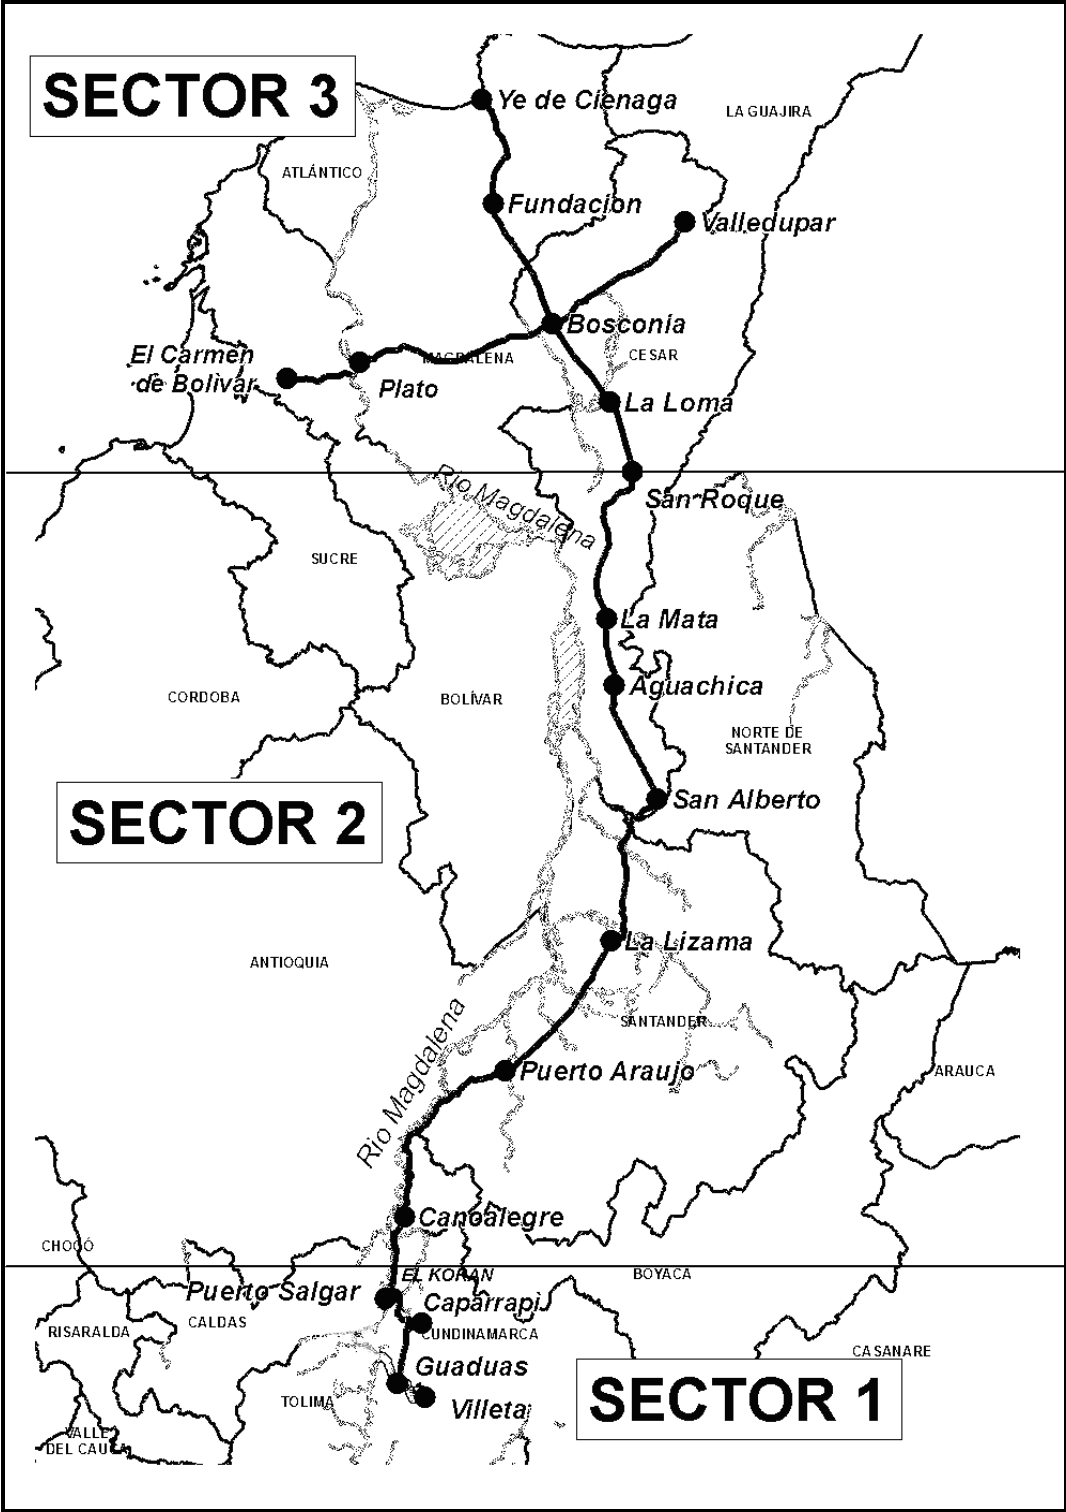 SECTOR 3
Ye de Cienaga
LA GUAJIRA
ATLÁNTICO
Fundacion
Valledupar
Bosconia
El Carmen
de Bolivar
MAGDALENA
CESAR
Plato
La Loma
Rio Magdalena
San Roque
SUCRE
La Mata
Aguachica
CORDOBA
BOLÍVAR
NORTE DE
SANTANDER
SECTOR 2
San Alberto
La Lizama
ANTIOQUIA
SANTANDER
Rio Magdalena
Puerto Araujo
ARAUCA
Canoalegre
CHOCÓ
EL KORAN
BOYACA
Puerto Salgar
Caparrapi
CALDAS
RISARALDA
CUNDINAMARCA
CASANARE
Guaduas
SECTOR 1
TOLIMA
Villeta
VALLE
DEL CAUCA